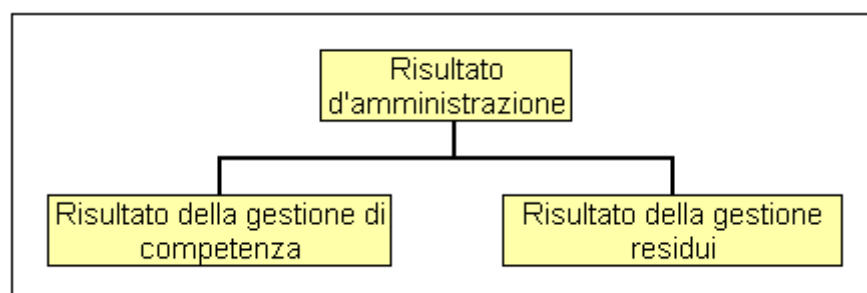 Risultato
d'amministrazione
Risultato della gestione di
competenza
Risultato della gestione
residui